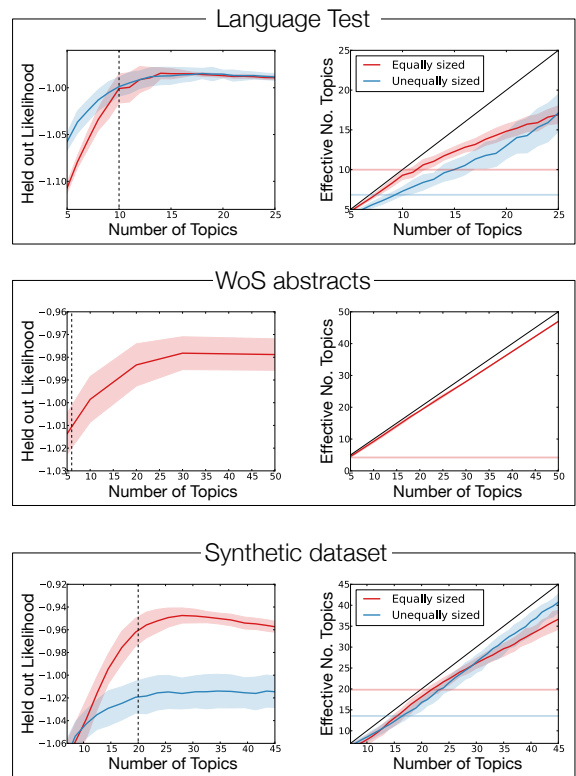 Language Test
Held out Likelihood
−1.00
−1.05
−1.10
5 10 15 20 25
Number of Topics
Effective No. Topics
25
20
15
10
5
Equally sized
Unequally sized
5 10 15 20 25
Number of Topics
WoS abstracts
Held out Likelihood
−0.96
−0.97
−0.98
−0.99
−1.00
−1.01
−1.02
−1.03
5 10 15 20 25 30 35 40 45 50
Number of Topics
Effective No. Topics
50
40
30
20
10
0
5 10 15 20 25 30 35 40 45 50
Number of Topics
Synthetic dataset
Held out Likelihood
−0.92
−0.94
−0.96
−0.98
−1.00
−1.02
−1.04
−1.06
10 15 20 25 30 35 40 45
Number of Topics
Effective No. Topics
45
40
35
30
25
20
15
10
Equally sized
Unequally sized
10 15 20 25 30 35 40 45
Number of Topics